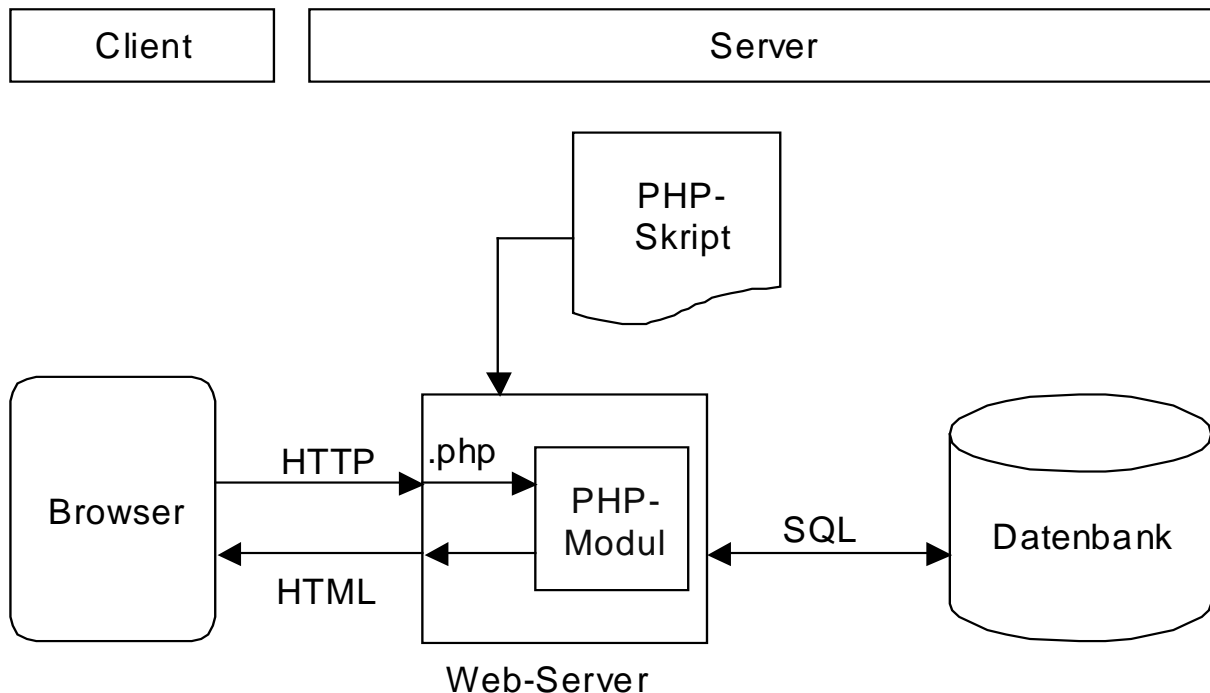 Client
Server
PHP-
Skript
HTTP
.php
Browser
PHP-
Modul
SQL
Datenbank
HTML
Web-Server